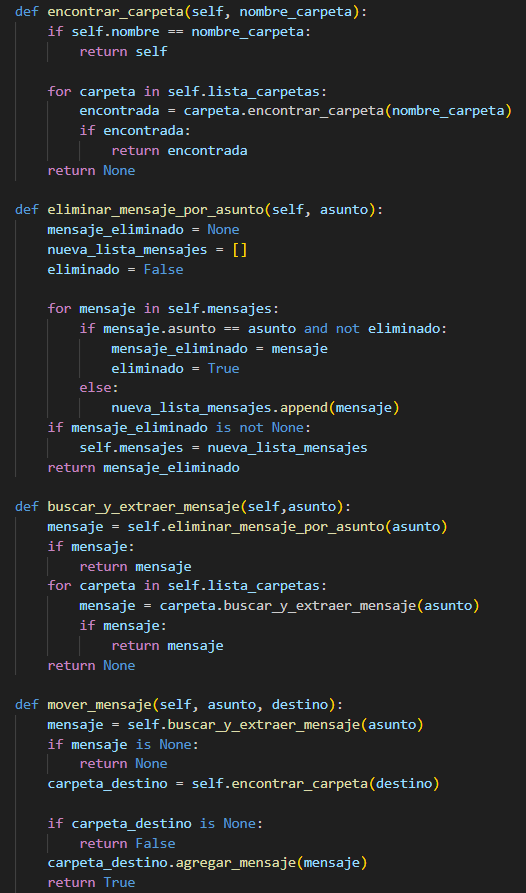 def encontrar_carpeta(self, nombre_carpeta):
    if self.nombre == nombre_carpeta:
        return self

    for carpeta in self.lista_carpetas:
        encontrada = carpeta.encontrar_carpeta(nombre_carpeta)
        if encontrada:
            return encontrada
    return None

def eliminar_mensaje_por_asunto(self, asunto):
    mensaje_eliminado = None
    nueva_lista_mensajes = []
    eliminado = False

    for mensaje in self.mensajes:
        if mensaje.asunto == asunto and not eliminado:
            mensaje_eliminado = mensaje
            eliminado = True
        else:
            nueva_lista_mensajes.append(mensaje)
    if mensaje_eliminado is not None:
        self.mensajes = nueva_lista_mensajes
    return mensaje_eliminado

def buscar_y_extraer_mensaje(self,asunto):
    mensaje = self.eliminar_mensaje_por_asunto(asunto)
    if mensaje:
        return mensaje
    for carpeta in self.lista_carpetas:
        mensaje = carpeta.buscar_y_extraer_mensaje(asunto)
        if mensaje:
            return mensaje
    return None

def mover_mensaje(self, asunto, destino):
    mensaje = self.buscar_y_extraer_mensaje(asunto)
    if mensaje is None:
        return None
    carpeta_destino = self.encontrar_carpeta(destino)

    if carpeta_destino is None:
        return False
    carpeta_destino.agregar_mensaje(mensaje)
    return True